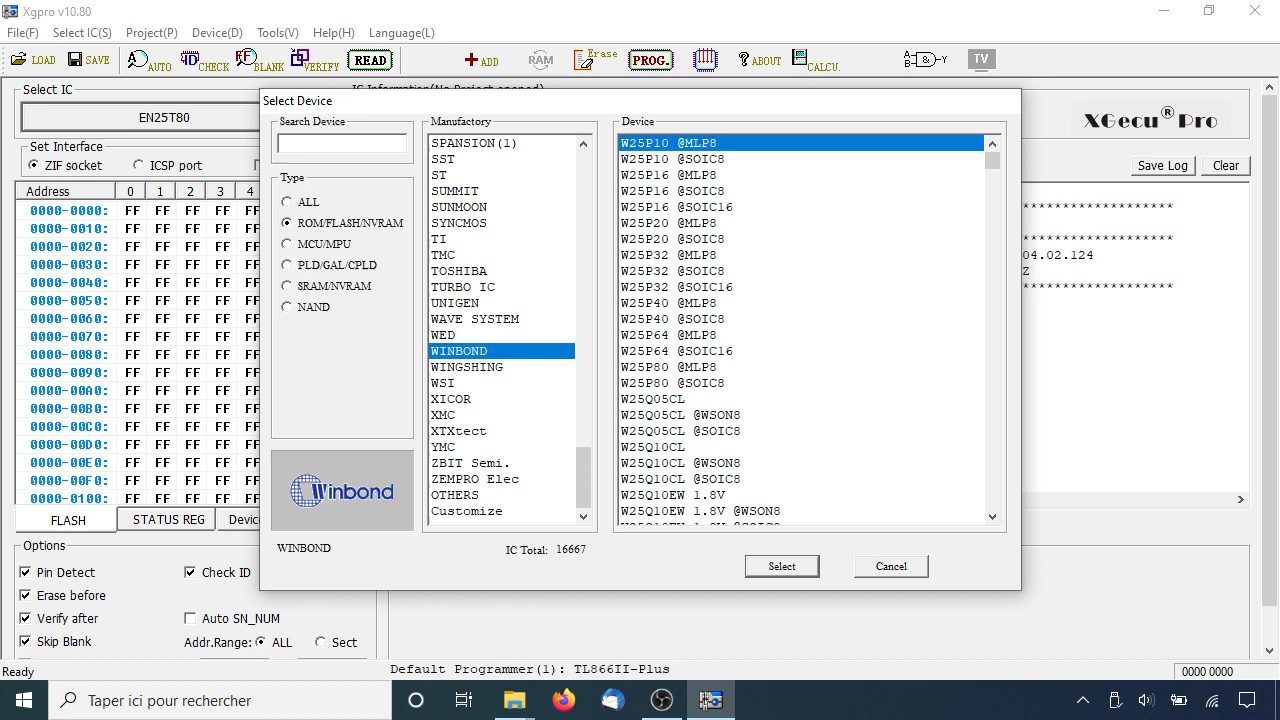 Xgpro v10.80
File(F) Select IC(S) Project(P) Device(D) Tools(V) Help(H) Language(L)
LOAD SAVE AUTO CHECK BLANK VERIFY READ ADD RAM Erase PROG. ABOUT CALCU. TV
Select IC
EN25T80
IC Information(No Project opened)
XGecu® Pro
Set Interface
ZIF socket ICSP port
Save Log Clear
Address 0 1 2 3 4
0000-0000: FF FF FF FF FF
0000-0010: FF FF FF FF FF
0000-0020: FF FF FF FF FF
0000-0030: FF FF FF FF FF
0000-0040: FF FF FF FF FF
0000-0050: FF FF FF FF FF
0000-0060: FF FF FF FF FF
0000-0070: FF FF FF FF FF
0000-0080: FF FF FF FF FF
0000-0090: FF FF FF FF FF
0000-00A0: FF FF FF FF FF
0000-00B0: FF FF FF FF FF
0000-00C0: FF FF FF FF FF
0000-00D0: FF FF FF FF FF
0000-00E0: FF FF FF FF FF
0000-00F0: FF FF FF FF FF
0000-0100: FF FF FF FF FF
FLASH STATUS REG Devic
Select Device
Search Device
Type
ALL
ROM/FLASH/NVRAM
MCU/MPU
PLD/GAL/CPLD
SRAM/NVRAM
NAND
Winbond
WINBOND
Manufactory
SPANSION(1)
SST
ST
SUMMIT
SUNMOON
SYNCMOS
TI
TMC
TOSHIBA
TURBO IC
UNIGEN
WAVE SYSTEM
WED
WINBOND
WINGSHING
WSI
XICOR
XMC
XTXtect
YMC
ZBIT Semi.
ZEMPRO Elec
OTHERS
Customize
IC Total: 16667
Device
W25P10 @MLP8
W25P10 @SOIC8
W25P16 @MLP8
W25P16 @SOIC8
W25P16 @SOIC16
W25P20 @MLP8
W25P20 @SOIC8
W25P32 @MLP8
W25P32 @SOIC8
W25P32 @SOIC16
W25P40 @MLP8
W25P40 @SOIC8
W25P64 @MLP8
W25P64 @SOIC16
W25P80 @MLP8
W25P80 @SOIC8
W25Q05CL
W25Q05CL @WSON8
W25Q05CL @SOIC8
W25Q10CL
W25Q10CL @WSON8
W25Q10CL @SOIC8
W25Q10EW 1.8V
W25Q10EW 1.8V @WSON8
W25Q10EW 1.8V @SOIC8
Select Cancel
*******************
*******************
04.02.124
Z
*******************
Options
Pin Detect Check ID
Erase before
Verify after Auto SN_NUM
Skip Blank Addr.Range: ALL Sect
Ready Default Programmer(1): TL866II-Plus 0000 0000
Taper ici pour rechercher